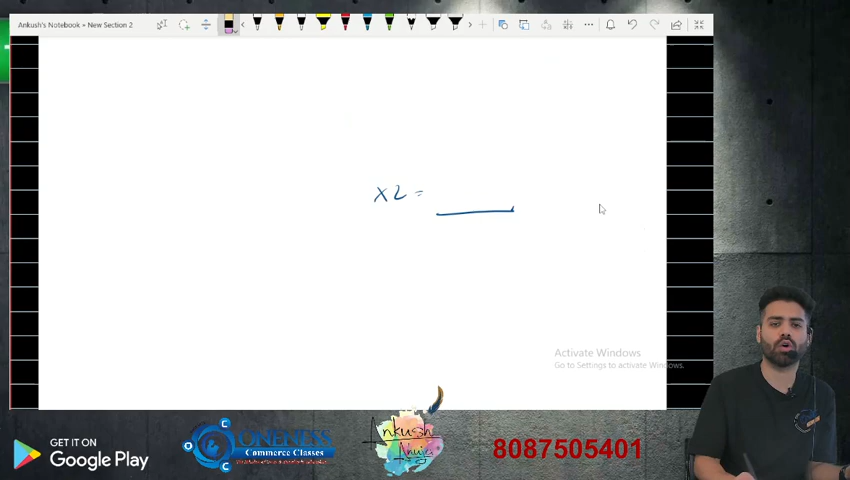 Ankush's Notebook » New Section 2
x2 = ____
Activate Windows
Go to Settings to activate Windows.
GET IT ON
Google Play
C
O
C
ONENESS
Commerce Classes
Ankush
8087505401